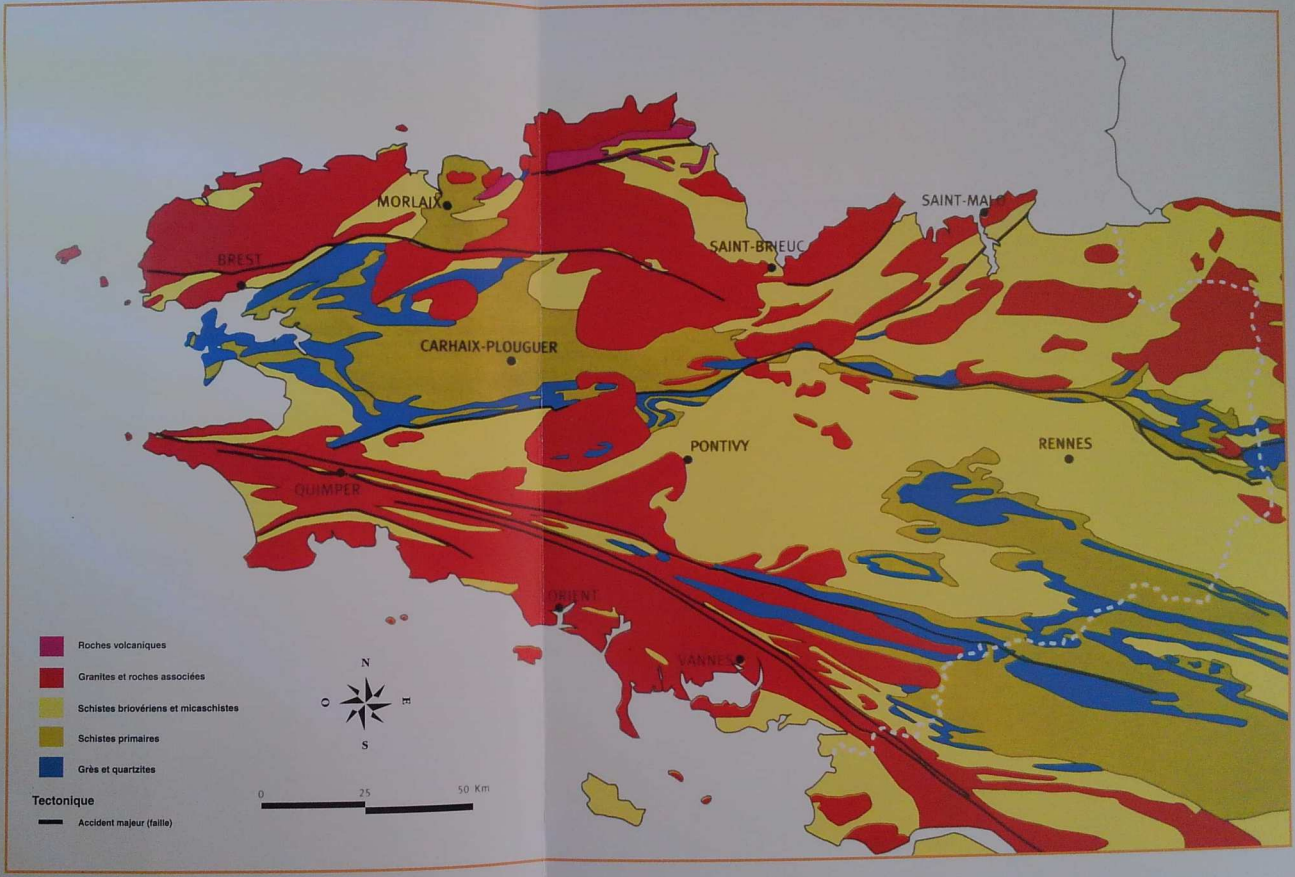 MORLAIX
SAINT-MALO
BREST
SAINT-BRIEUC
CARHAIX-PLOUGUER
PONTIVY
RENNES
QUIMPER
ORIENT
VANNES
Roches volcaniques
Granites et roches associées
Schistes briovériens et micaschistes
Schistes primaires
Grès et quartzites
Tectonique
Accident majeur (faille)
N
O
E
S
0 25 50 Km